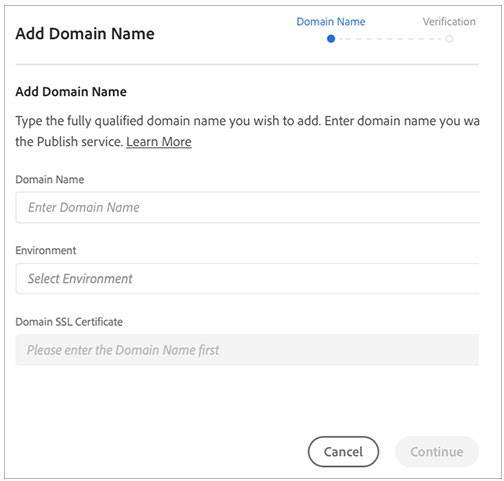 Add Domain Name
Domain Name
Verification
Add Domain Name
Type the fully qualified domain name you wish to add. Enter domain name you wa
the Publish service. Learn More
Domain Name
Enter Domain Name
Environment
Select Environment
Domain SSL Certificate
Please enter the Domain Name first
Cancel
Continue